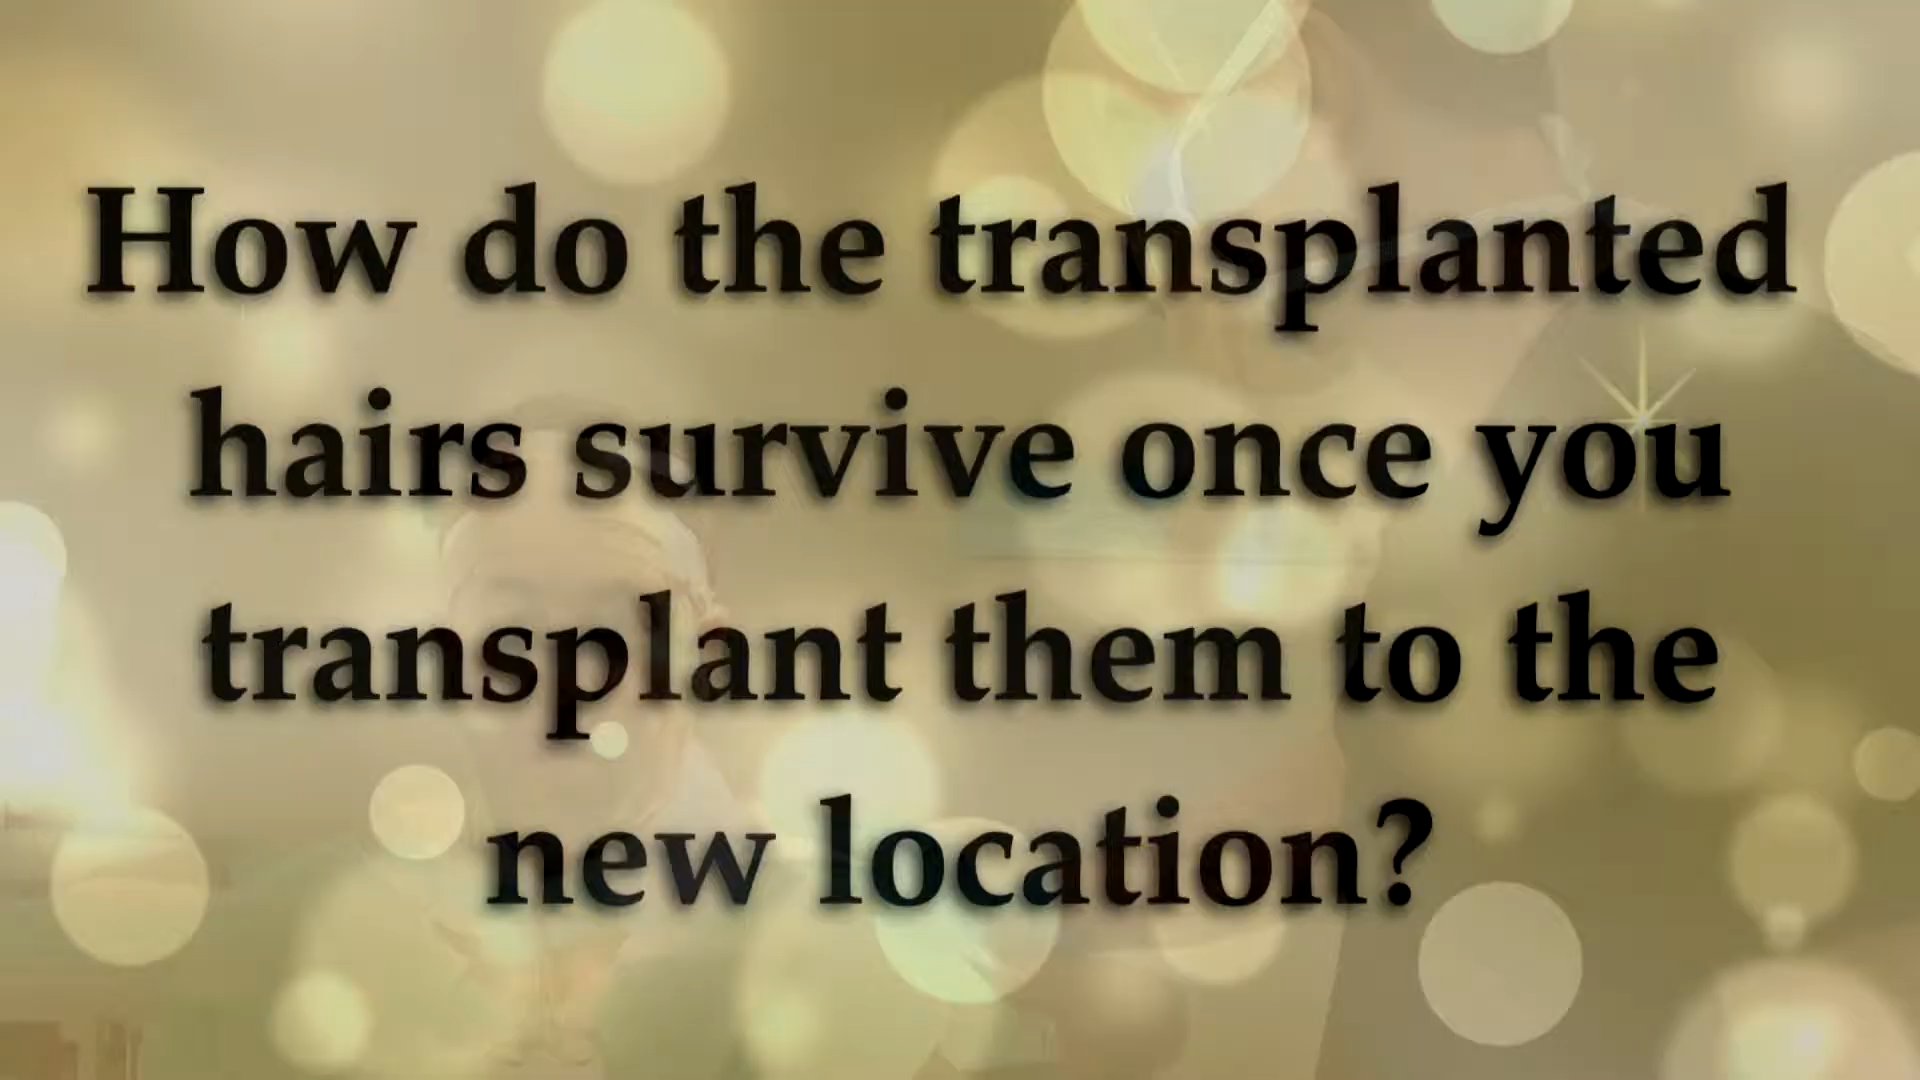 How do the transplanted
hairs survive once you
transplant them to the
new location?